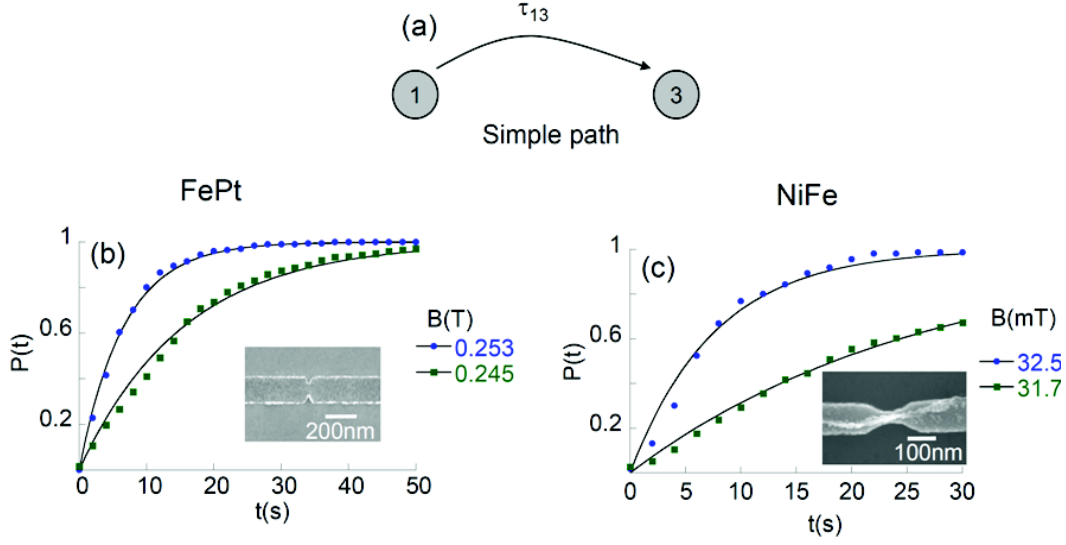 (a)
τ13
1
3
Simple path
FePt
NiFe
(b)
P(t)
1
0.6
0.2
0
10
20
30
40
50
t(s)
B(T)
0.253
0.245
200nm
(c)
P(t)
1
0.6
0.2
0
5
10
15
20
25
30
t(s)
B(mT)
32.5
31.7
100nm